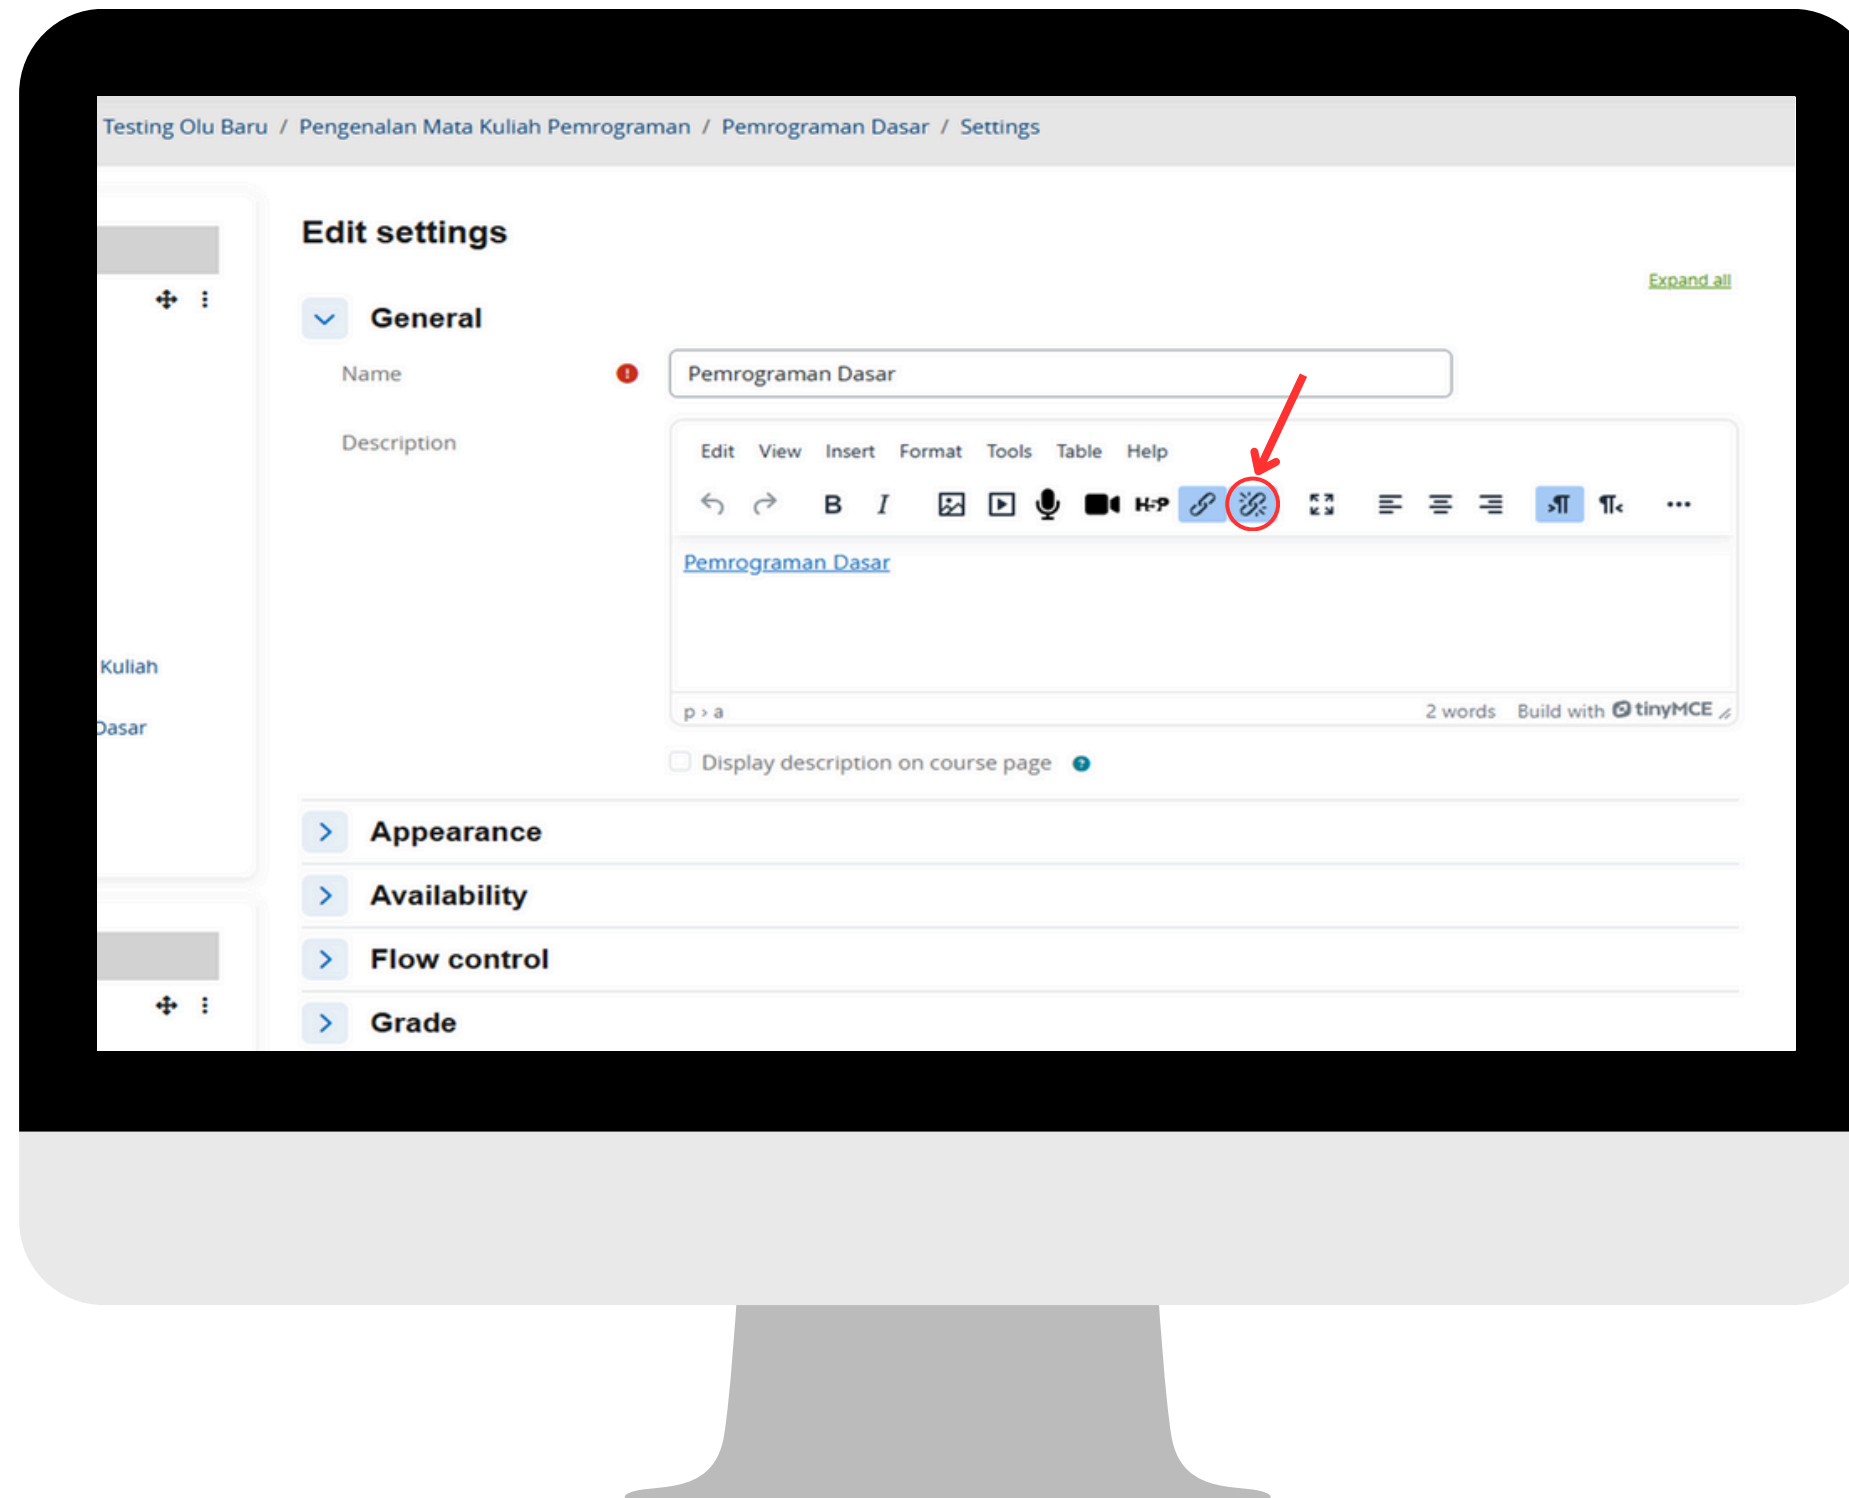 Testing Olu Baru / Pengenalan Mata Kuliah Pemrograman / Pemrograman Dasar / Settings
Edit settings
Expand all
General
Name
Pemrograman Dasar
Description
Edit View Insert Format Tools Table Help
B I H-P
Pemrograman Dasar
p › a
2 words Build with tinyMCE
Display description on course page
Kuliah
Dasar
Appearance
Availability
Flow control
Grade